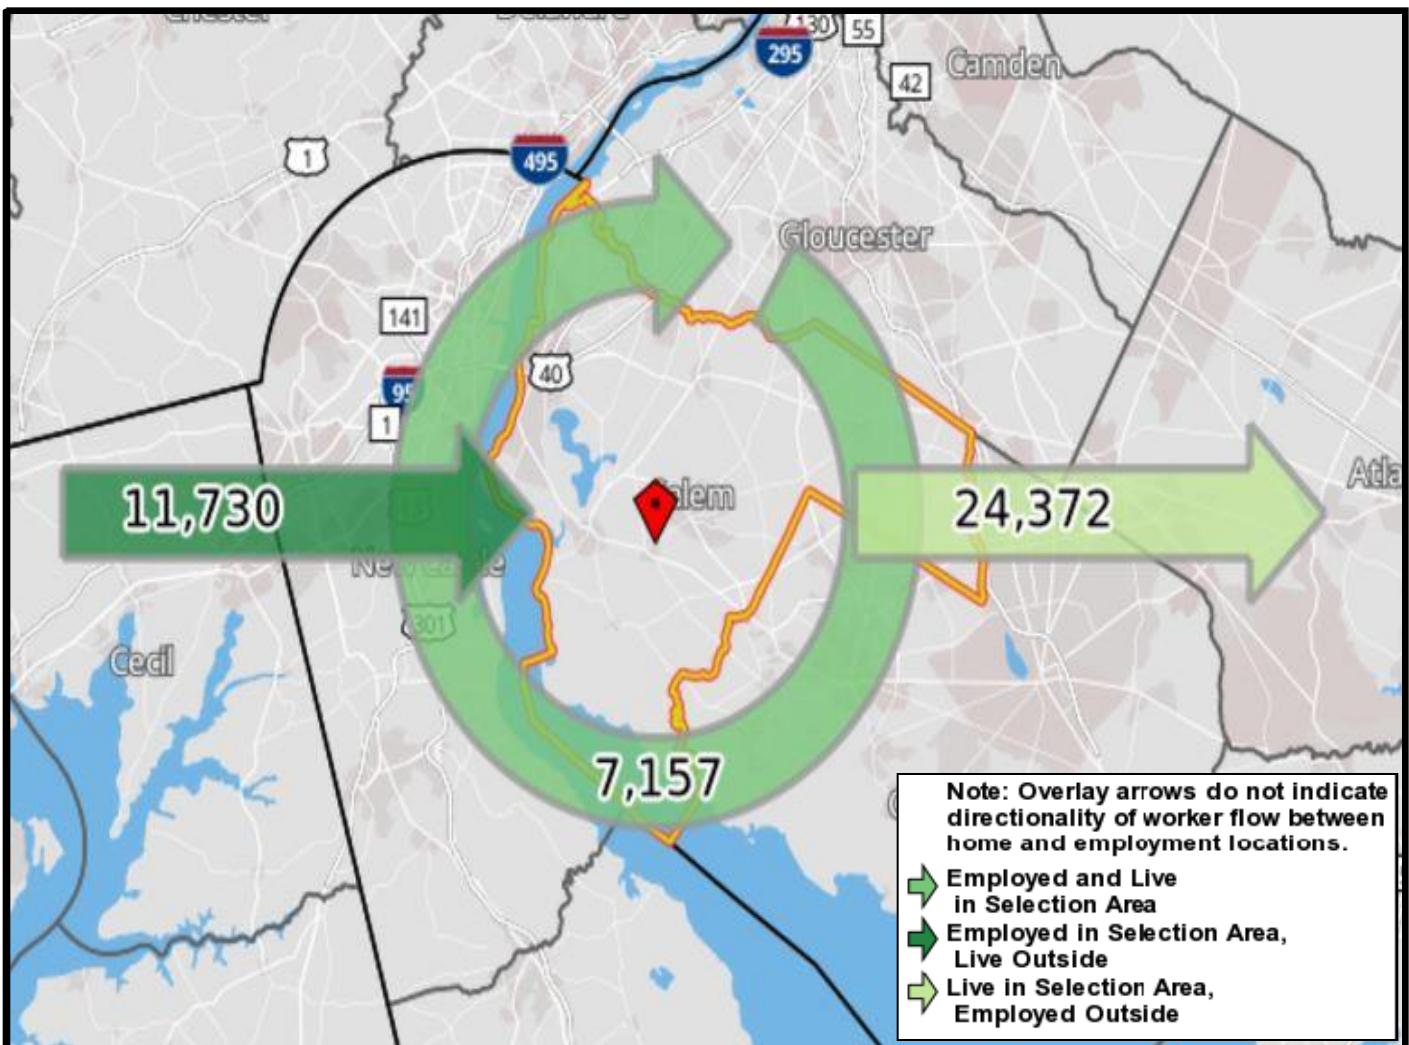 130
55
295
Camden
42
1
495
Gloucester
141
40
95
1
11,730
24,372
301
Cecil
7,157
Note: Overlay arrows do not indicate
directionality of worker flow between
home and employment locations.
Employed and Live
in Selection Area
Employed in Selection Area,
Live Outside
Live in Selection Area,
Employed Outside